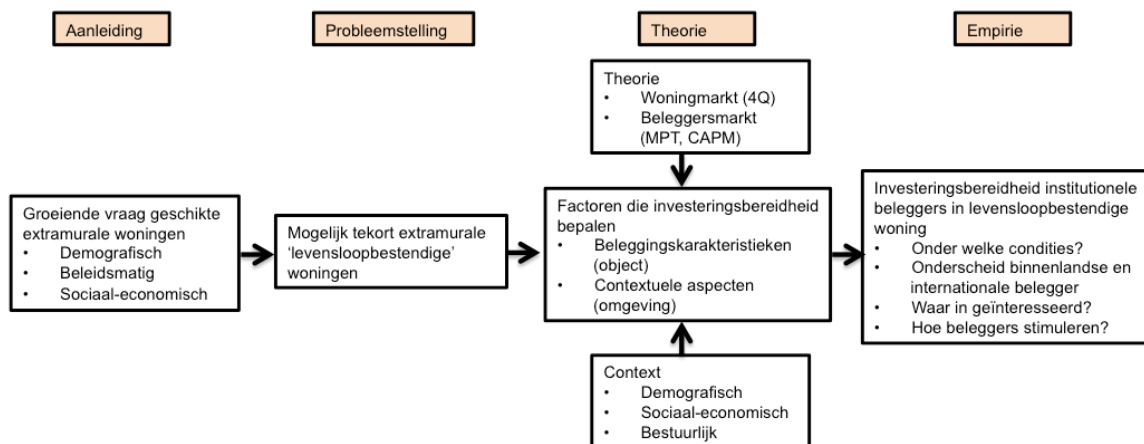 Aanleiding
Probleemstelling
Theorie
Empirie
Theorie
• Woningmarkt (4Q)
• Beleggersmarkt
(MPT, CAPM)
Groeiende vraag geschikte
extramurale woningen
• Demografisch
• Beleidsmatig
• Sociaal-economisch
Mogelijk tekort extramurale
‘levensloopbestendige’
woningen
Factoren die investeringsbereidheid
bepalen
• Beleggingskarakteristieken
(object)
• Contextuele aspecten
(omgeving)
Investeringsbereidheid institutionele
beleggers in levensloopbestendige
woning
• Onder welke condities?
• Onderscheid binnenlandse en
internationale belegger
• Waar in geïnteresseerd?
• Hoe beleggers stimuleren?
Context
• Demografisch
• Sociaal-economisch
• Bestuurlijk